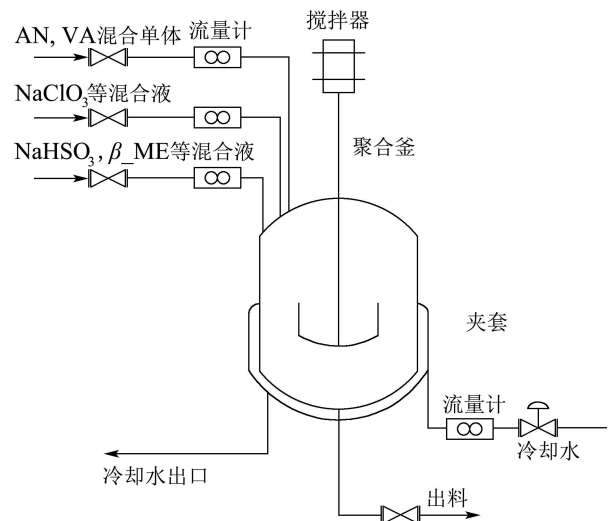 AN, VA混合单体
流量计
搅拌器
NaClO₃等混合液
聚合釜
NaHSO₃, β_ME等混合液
夹套
流量计
冷却水
冷却水出口
出料